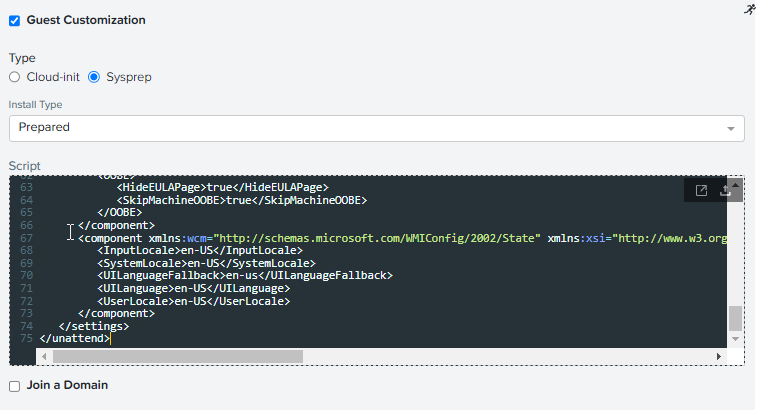 Guest Customization
Type
Cloud-init Sysprep
Install Type
Prepared
Script
62 <OOBE>
63 <HideEULAPage>true</HideEULAPage>
64 <SkipMachineOOBE>true</SkipMachineOOBE>
65 </OOBE>
66 </component>
67 <component xmlns:wcm="http://schemas.microsoft.com/WMIConfig/2002/State" xmlns:xsi="http://www.w3.org
68 <InputLocale>en-US</InputLocale>
69 <SystemLocale>en-US</SystemLocale>
70 <UILanguageFallback>en-us</UILanguageFallback>
71 <UILanguage>en-US</UILanguage>
72 <UserLocale>en-US</UserLocale>
73 </component>
74 </settings>
75 </unattend>
Join a Domain